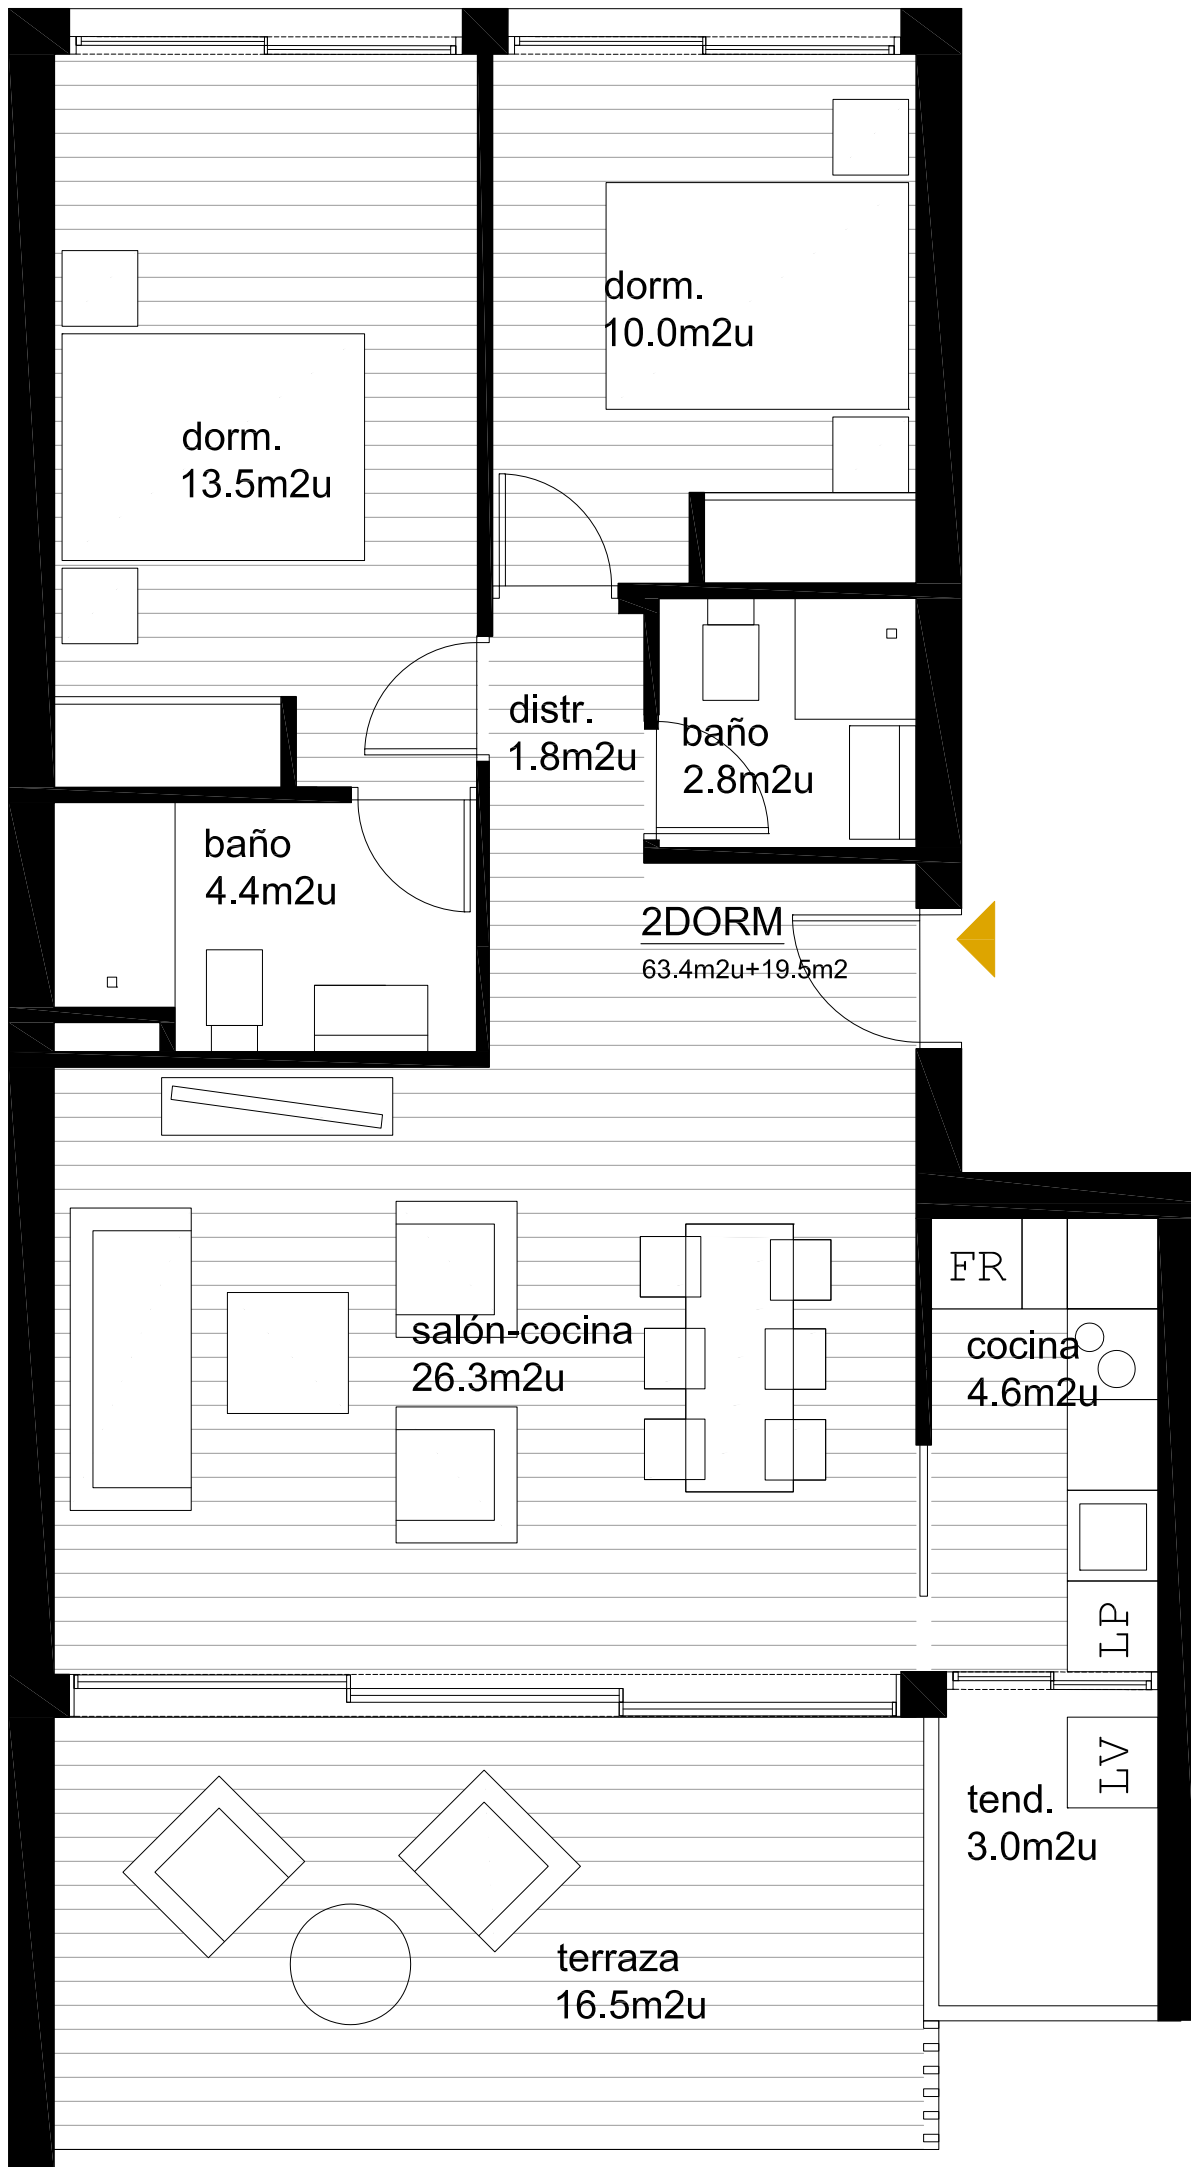 dorm.
10.0m2u
dorm.
13.5m2u
distr.
1.8m2u
baño
2.8m2u
baño
4.4m2u
2DORM
63.4m2u+19.5m2
FR
salón-cocina
26.3m2u
cocina
4.6m2u
LP
LV
tend.
3.0m2u
terraza
16.5m2u